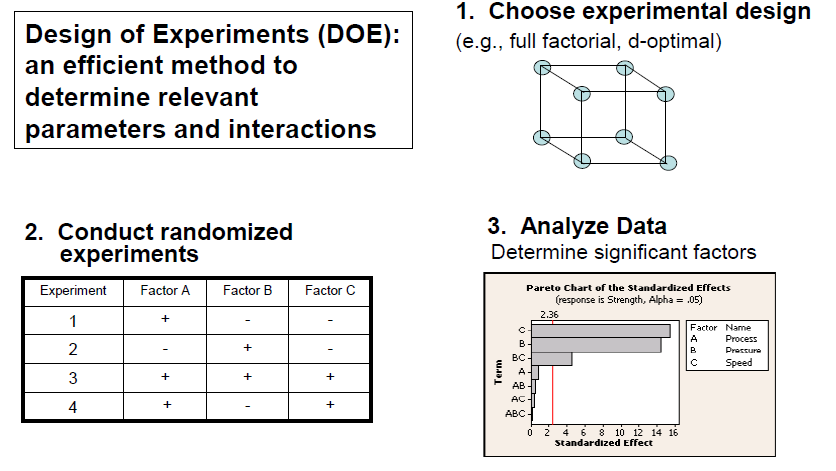 Design of Experiments (DOE):
an efficient method to
determine relevant
parameters and interactions
1. Choose experimental design
(e.g., full factorial, d-optimal)
2. Conduct randomized
experiments
Experiment Factor A Factor B Factor C
1 + - -
2 - + -
3 + + +
4 + - +
3. Analyze Data
Determine significant factors
Pareto Chart of the Standardized Effects
(response is Strength, Alpha = .05)
2.36
Term
C
B
BC
A
AB
AC
ABC
0 2 4 6 8 10 12 14 16
Standardized Effect
Factor Name
A Process
B Pressure
C Speed